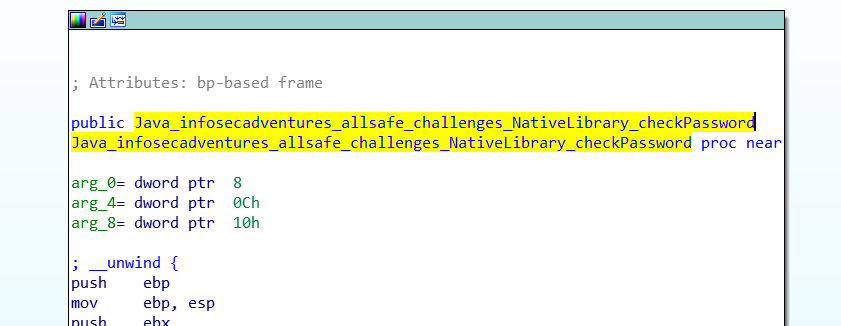 ; Attributes: bp-based frame
public Java_infosecadventures_allsafe_challenges_NativeLibrary_checkPassword
Java_infosecadventures_allsafe_challenges_NativeLibrary_checkPassword proc near
arg_0= dword ptr  8
arg_4= dword ptr  0Ch
arg_8= dword ptr  10h
; __unwind {
push    ebp
mov     ebp, esp
push    ebx